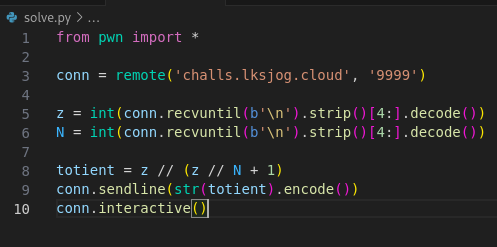 solve.py > ...
1 from pwn import *
2
3 conn = remote('challs.lksjog.cloud', '9999')
4
5 z = int(conn.recvuntil(b'\n').strip()[4:].decode())
6 N = int(conn.recvuntil(b'\n').strip()[4:].decode())
7
8 totient = z // (z // N + 1)
9 conn.sendline(str(totient).encode())
10 conn.interactive()